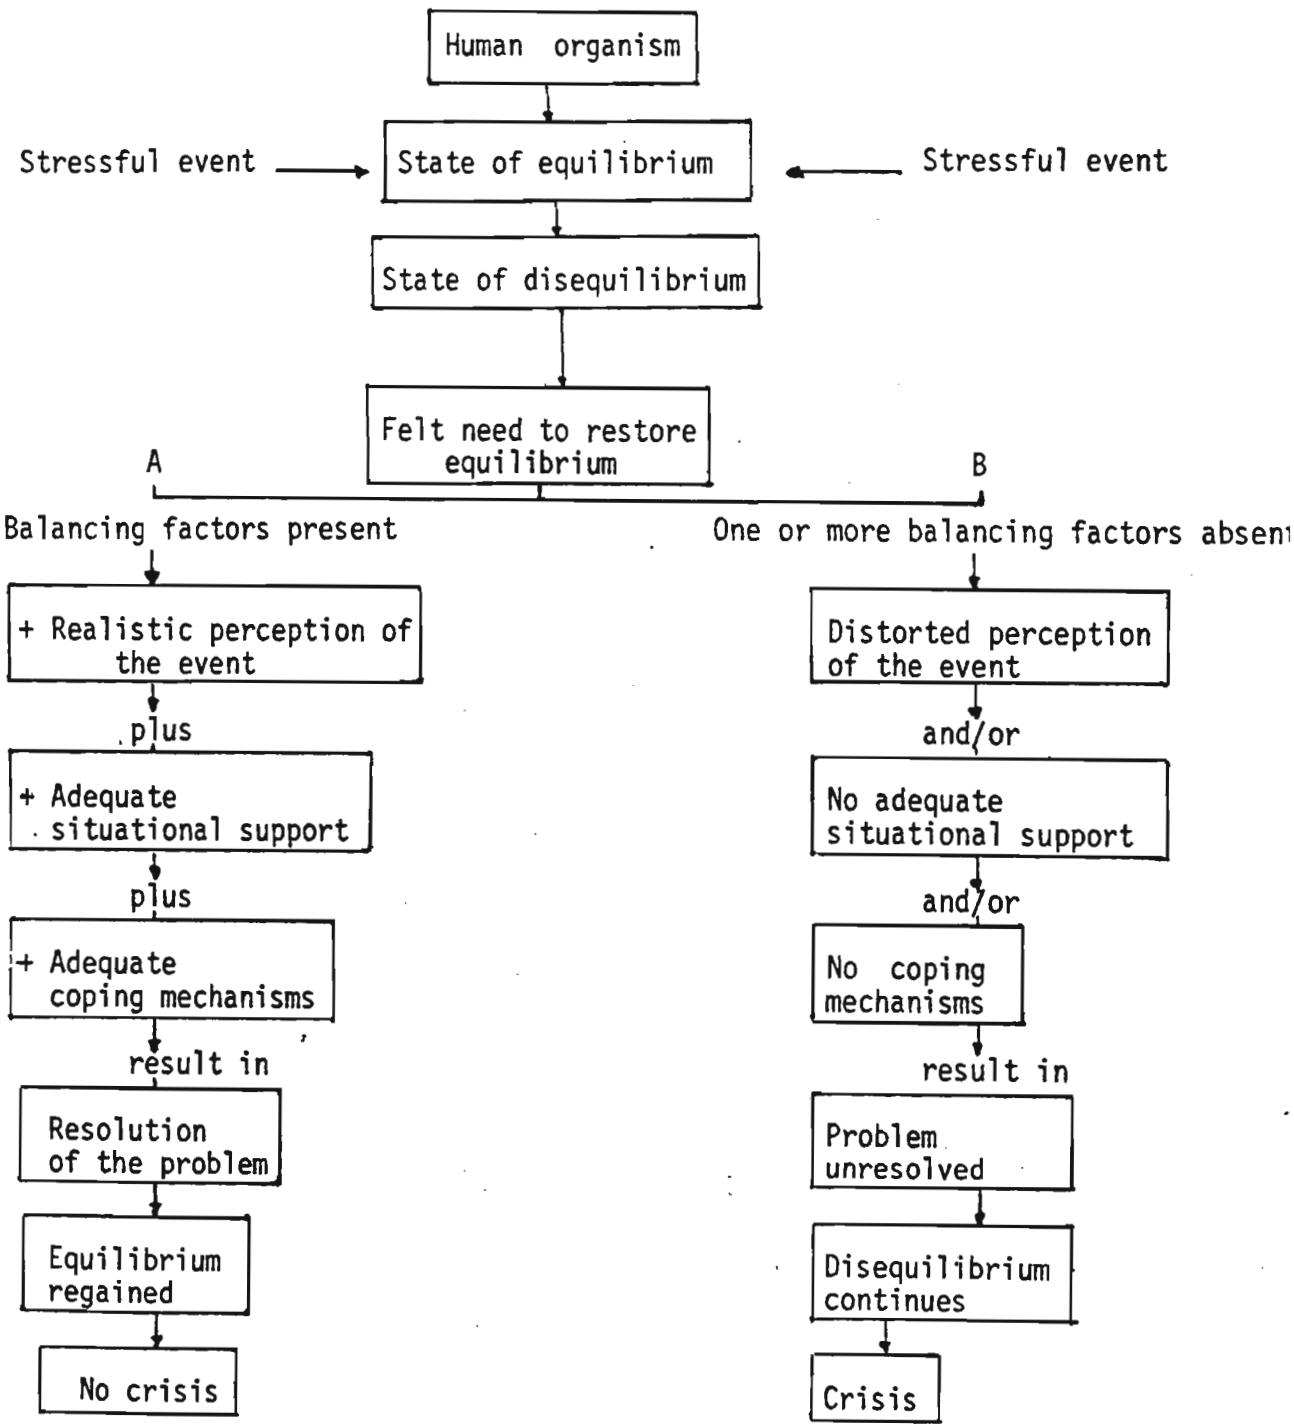 Human organism
Stressful event
State of equilibrium
Stressful event
State of disequilibrium
Felt need to restore
equilibrium
A
Balancing factors present
+ Realistic perception of
the event
plus
+ Adequate
situational support
plus
+ Adequate
coping mechanisms
result in
Resolution
of the problem
Equilibrium
regained
No crisis
B
One or more balancing factors absent
Distorted perception
of the event
and/or
No adequate
situational support
and/or
No coping
mechanisms
result in
Problem
unresolved
Disequilibrium
continues
Crisis